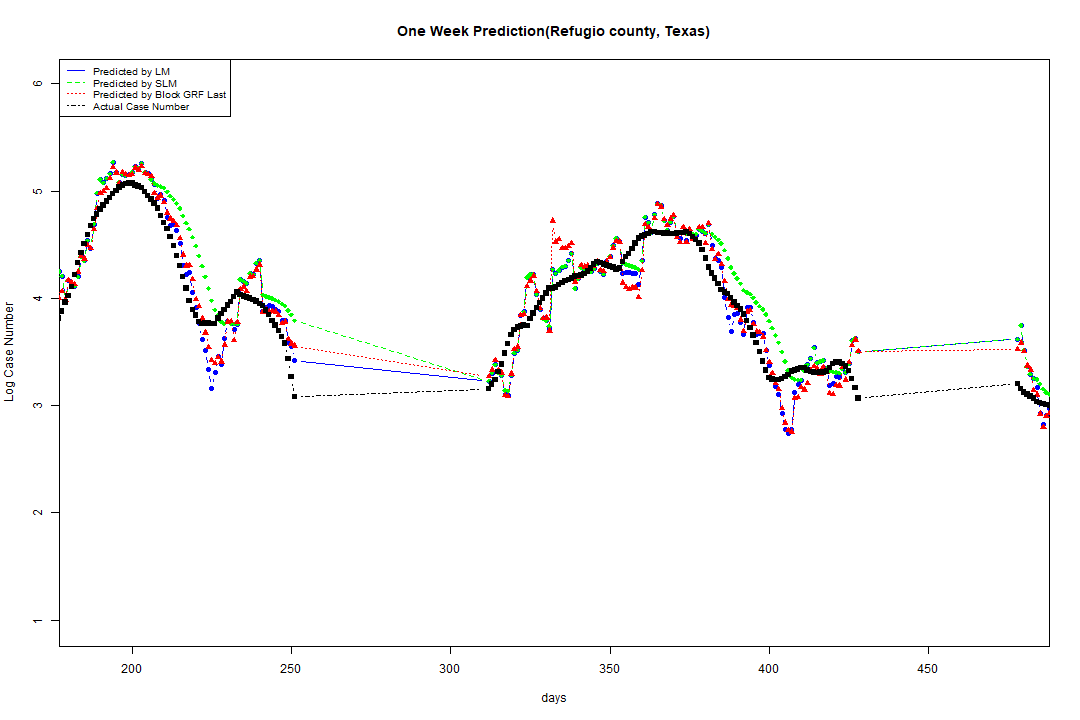 One Week Prediction(Refugio county, Texas)
Predicted by LM
Predicted by SLM
Predicted by Block GRF Last
Actual Case Number
6
5
4
3
2
1
Log Case Number
200
250
300
350
400
450
days